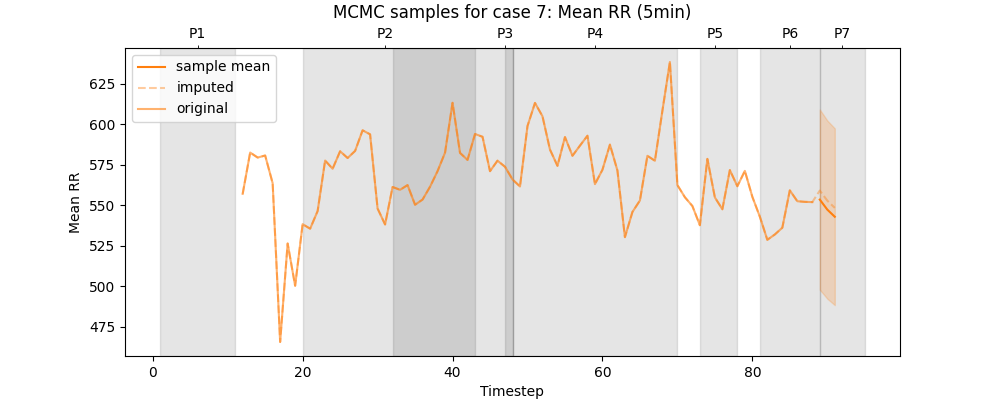 MCMC samples for case 7: Mean RR (5min)
P1 P2 P3 P4 P5 P6 P7
sample mean
imputed
original
625
600
575
550
525
500
475
Mean RR
0 20 40 60 80
Timestep